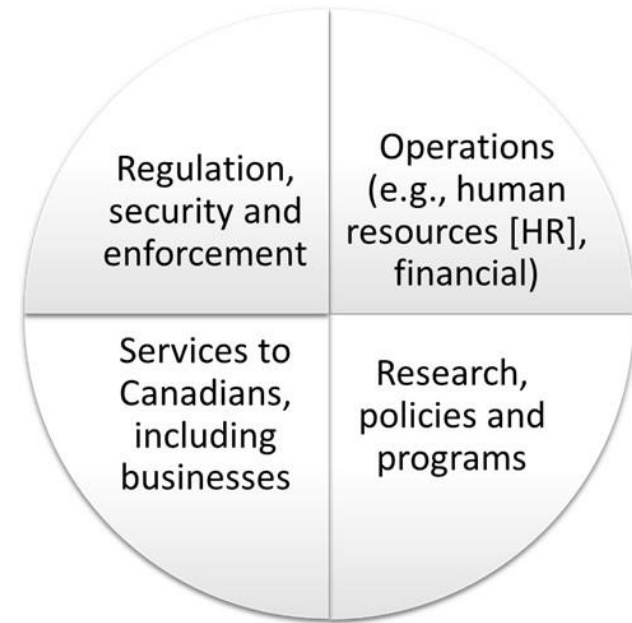 Regulation,
security and
enforcement
Operations
(e.g., human
resources [HR],
financial)
Services to
Canadians,
including
businesses
Research,
policies and
programs